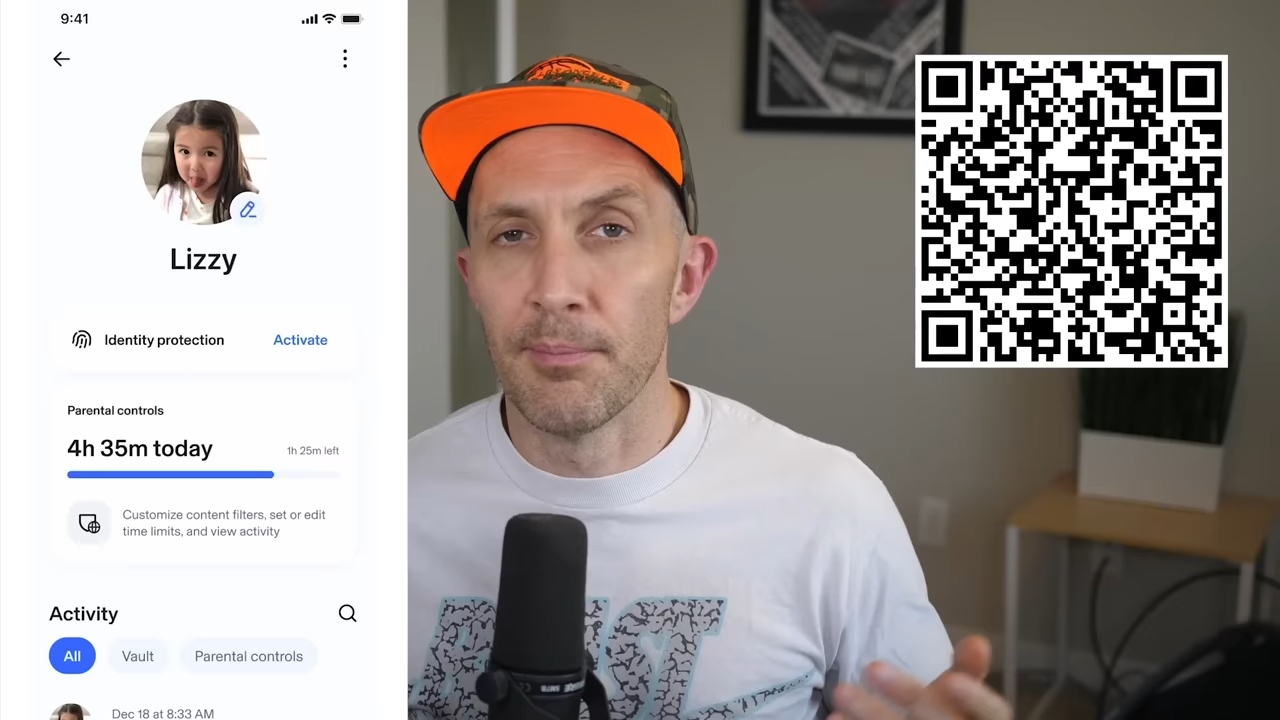 9:41
Lizzy
Identity protection
Activate
Parental controls
4h 35m today
1h 25m left
Customize content filters, set or edit
time limits, and view activity
Activity
All
Vault
Parental controls
Dec 18 at 8:33 AM